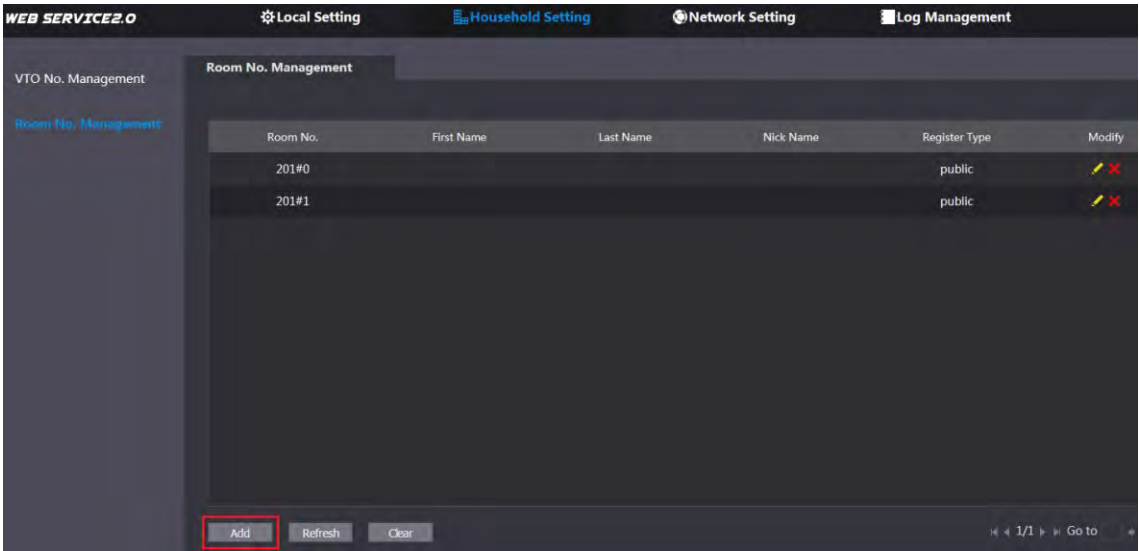 WEB SERVICE2.0 Local Setting Household Setting Network Setting Log Management
VTO No. Management
Room No. Management
Room No. Management
Room No. First Name Last Name Nick Name Register Type Modify
201#0 public
201#1 public
Add Refresh Clear 1/1 Go to